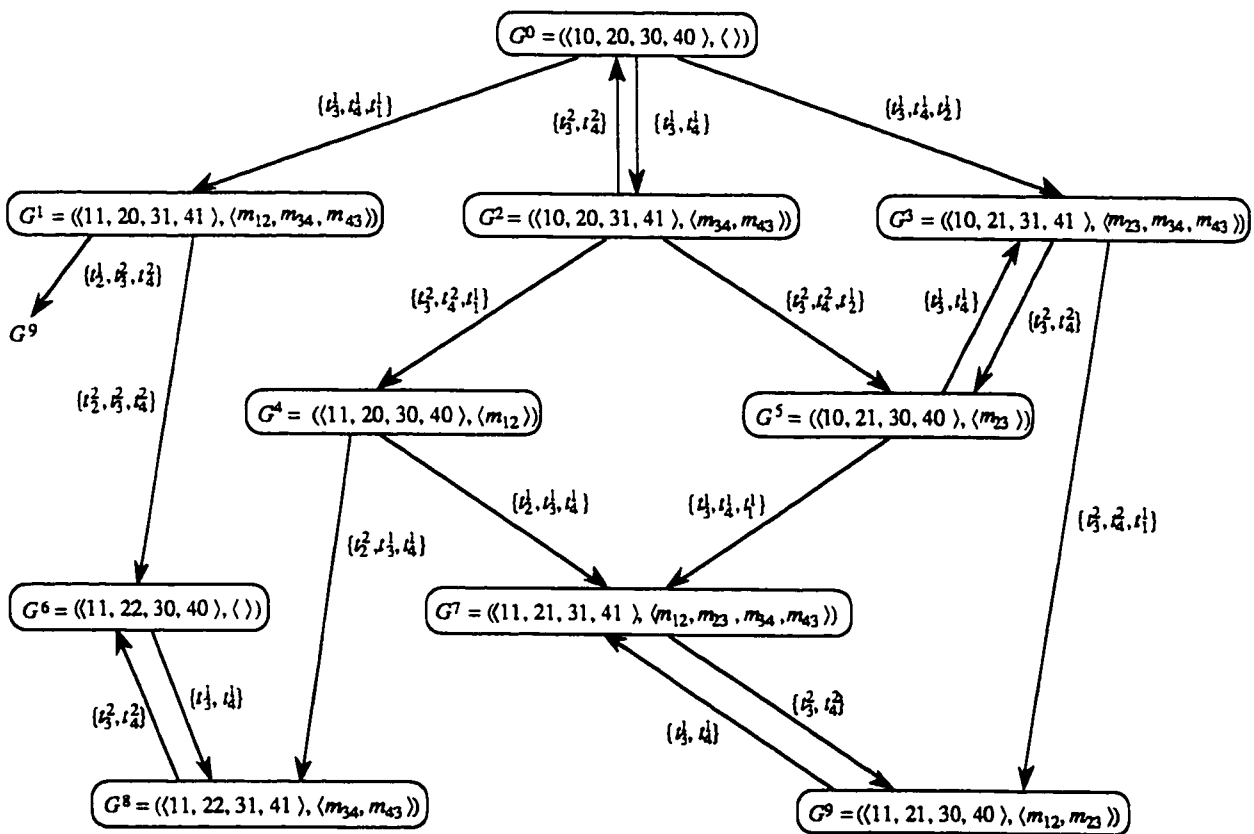 G⁰ = (⟨10, 20, 30, 40 ⟩, ⟨ ⟩)
{t₃¹, t₄¹, t₁¹}
{t₃², t₄²}
{t₃¹, t₄¹}
{t₃¹, t₄¹, t₂¹}
G¹ = (⟨11, 20, 31, 41 ⟩, ⟨m₁₂, m₃₄, m₄₃⟩)
G² = (⟨10, 20, 31, 41 ⟩, ⟨m₃₄, m₄₃⟩)
G³ = (⟨10, 21, 31, 41 ⟩, ⟨m₂₃, m₃₄, m₄₃⟩)
{t₂¹, t₃², t₄²}
G⁹
{t₃², t₄², t₁¹}
{t₃², t₄², t₂¹}
{t₃¹, t₄¹}
{t₃², t₄²}
{t₂², t₃², t₄²}
G⁴ = (⟨11, 20, 30, 40 ⟩, ⟨m₁₂⟩)
G⁵ = (⟨10, 21, 30, 40 ⟩, ⟨m₂₃⟩)
{t₂¹, t₃¹, t₄¹}
{t₃¹, t₄¹, t₁¹}
{t₃², t₄², t₁¹}
{t₂², t₃¹, t₄¹}
G⁶ = (⟨11, 22, 30, 40 ⟩, ⟨ ⟩)
G⁷ = (⟨11, 21, 31, 41 ⟩, ⟨m₁₂, m₂₃ , m₃₄ , m₄₃ ⟩)
{t₃², t₄²}
{t₃¹, t₄¹}
{t₃¹, t₄¹}
{t₃², t₄²}
G⁸ = (⟨11, 22, 31, 41 ⟩, ⟨m₃₄, m₄₃⟩)
G⁹ = (⟨11, 21, 30, 40 ⟩, ⟨m₁₂, m₂₃⟩)